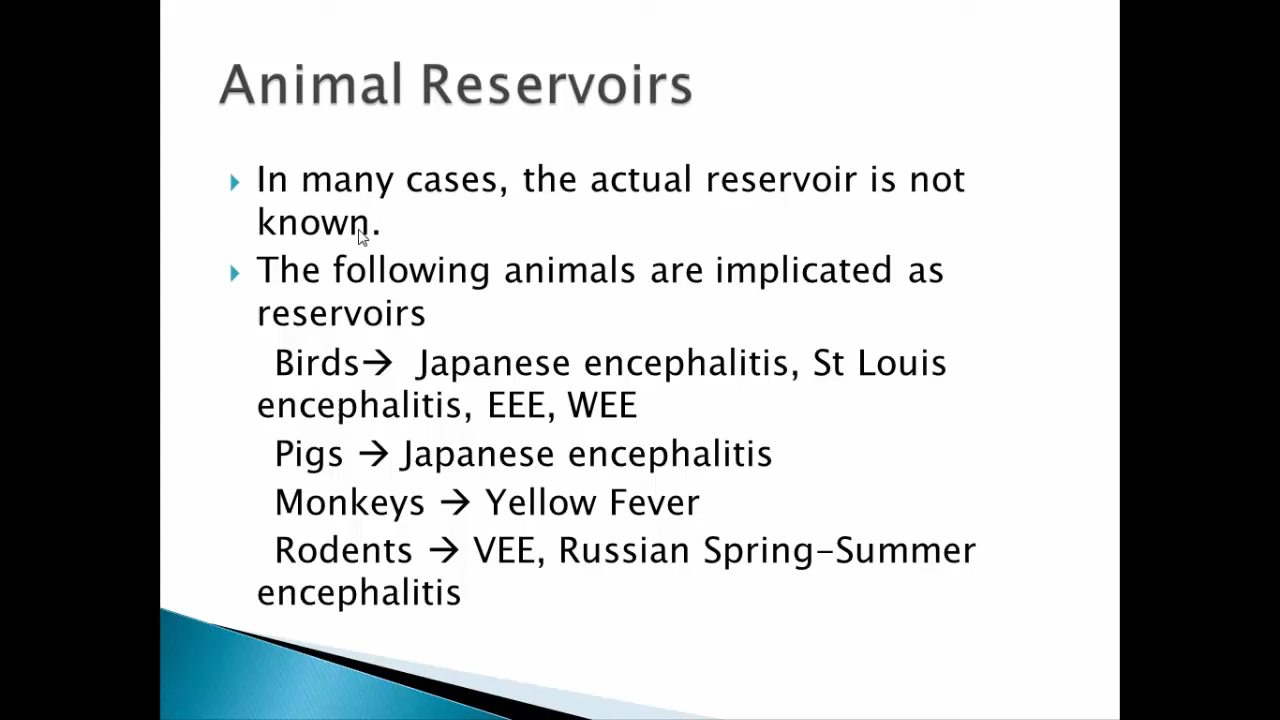 Animal Reservoirs
In many cases, the actual reservoir is not
known.
The following animals are implicated as
reservoirs
Birds→ Japanese encephalitis, St Louis
encephalitis, EEE, WEE
Pigs → Japanese encephalitis
Monkeys → Yellow Fever
Rodents → VEE, Russian Spring-Summer
encephalitis